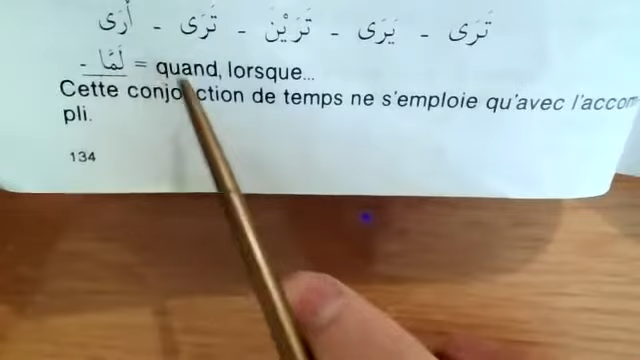 أَرَى - تَرَى - تَرَيْنَ - يَرَى - تَرَى
- لَمَّا = quand, lorsque...
Cette conjonction de temps ne s'emploie qu'avec l'accom
pli.
134